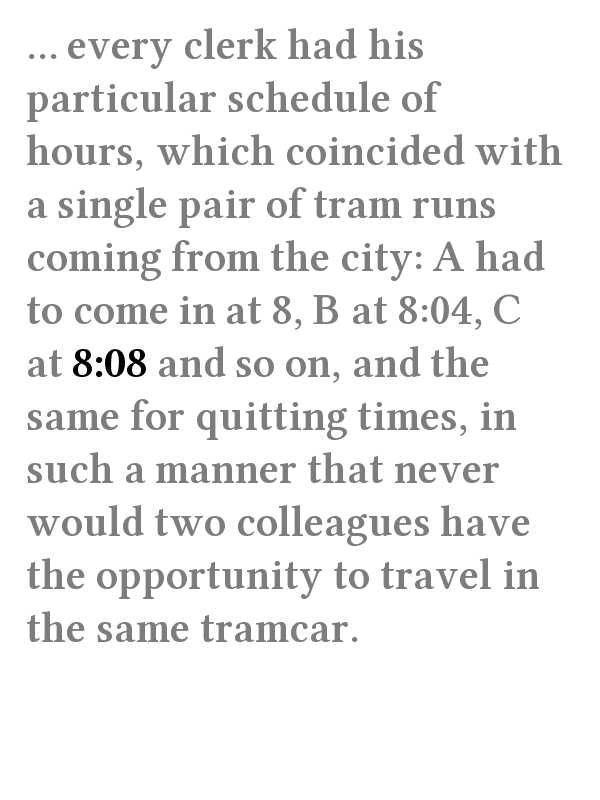 ... every clerk had his
particular schedule of
hours, which coincided with
a single pair of tram runs
coming from the city: A had
to come in at 8, B at 8:04, C
at 8:08 and so on, and the
same for quitting times, in
such a manner that never
would two colleagues have
the opportunity to travel in
the same tramcar.